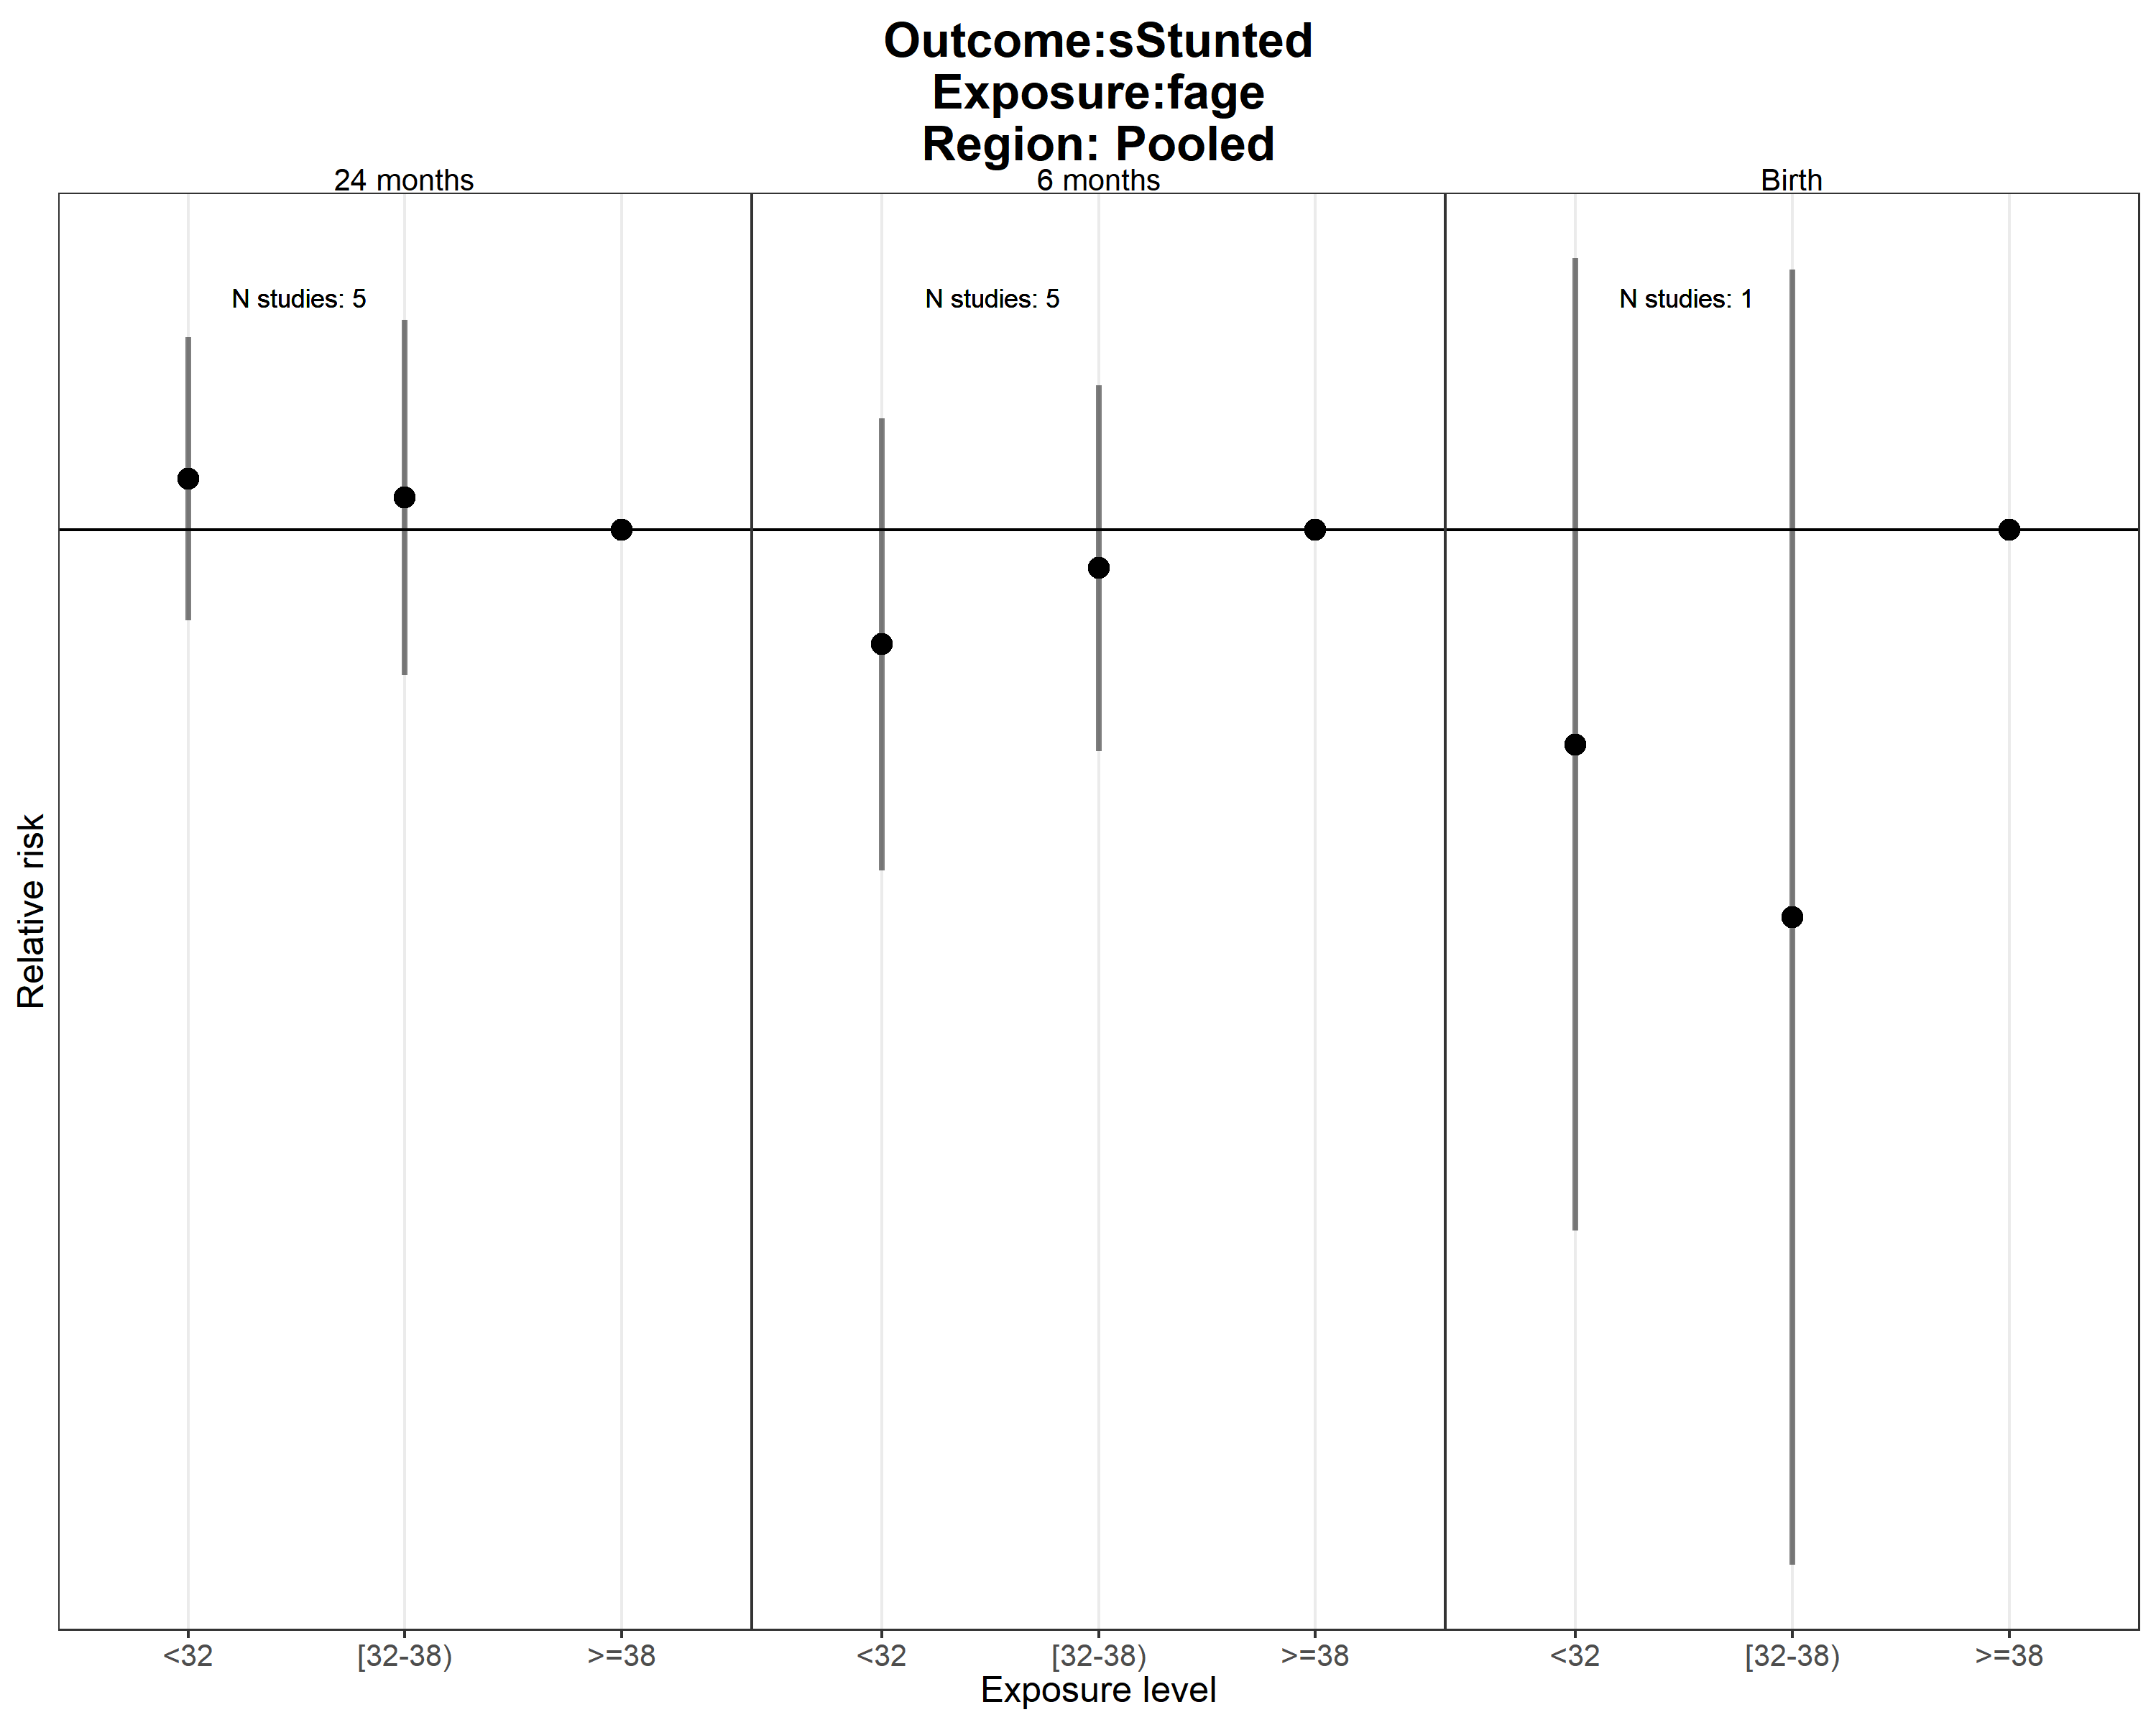 Outcome:sStunted
Exposure:fage
Region: Pooled
24 months
6 months
Birth
N studies: 5
N studies: 5
N studies: 1
Relative risk
<32
[32-38)
>=38
<32
[32-38)
>=38
<32
[32-38)
>=38
Exposure level